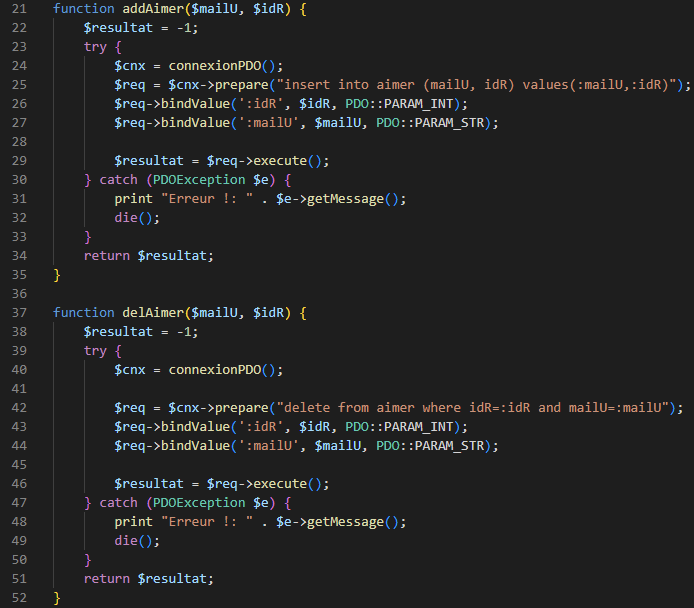 21 function addAimer($mailU, $idR) {
22     $resultat = -1;
23     try {
24         $cnx = connexionPDO();
25         $req = $cnx->prepare("insert into aimer (mailU, idR) values(:mailU,:idR)");
26         $req->bindValue(':idR', $idR, PDO::PARAM_INT);
27         $req->bindValue(':mailU', $mailU, PDO::PARAM_STR);
28
29         $resultat = $req->execute();
30     } catch (PDOException $e) {
31         print "Erreur !: " . $e->getMessage();
32         die();
33     }
34     return $resultat;
35 }
36
37 function delAimer($mailU, $idR) {
38     $resultat = -1;
39     try {
40         $cnx = connexionPDO();
41
42         $req = $cnx->prepare("delete from aimer where idR=:idR and mailU=:mailU");
43         $req->bindValue(':idR', $idR, PDO::PARAM_INT);
44         $req->bindValue(':mailU', $mailU, PDO::PARAM_STR);
45
46         $resultat = $req->execute();
47     } catch (PDOException $e) {
48         print "Erreur !: " . $e->getMessage();
49         die();
50     }
51     return $resultat;
52 }